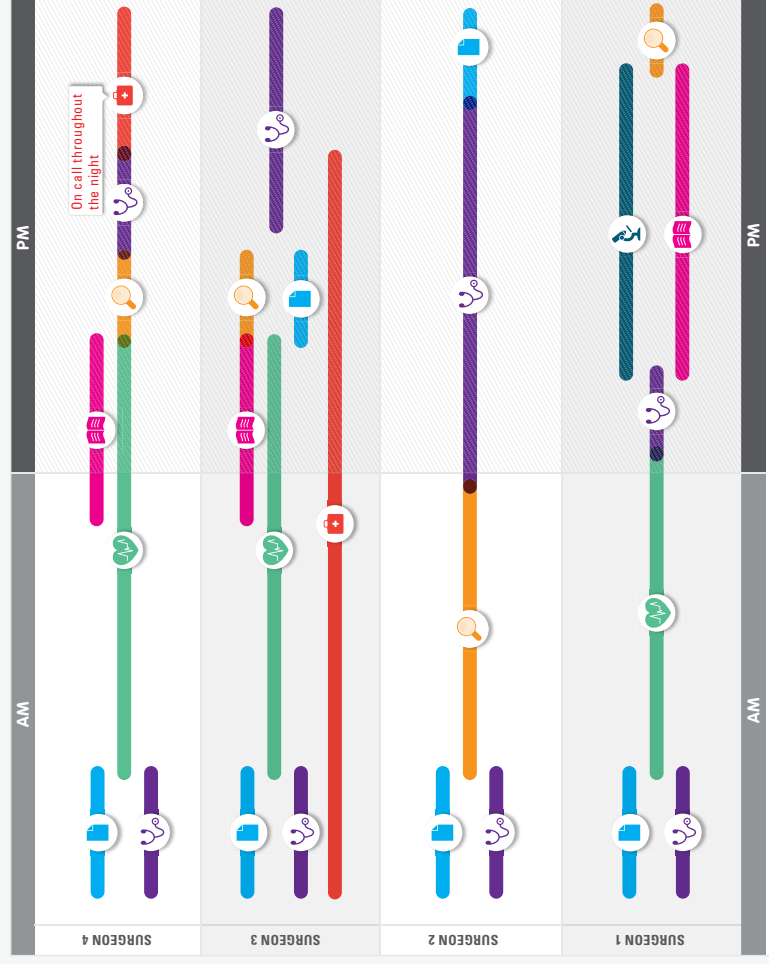 PM
PM
On call throughout
the night
AM
AM
SURGEON 4
SURGEON 3
SURGEON 2
SURGEON 1